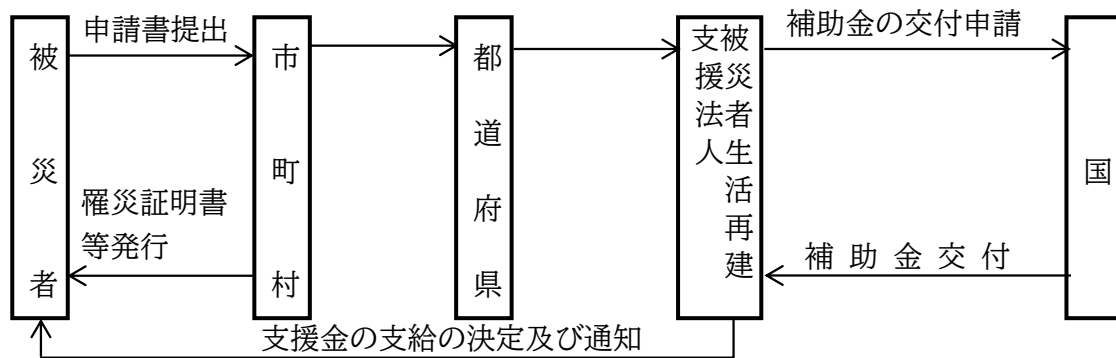 被災者
申請書提出
罹災証明書
等発行
市町村
都道府県
被災者生活再建
支援法人
補助金の交付申請
補助金交付
国
支援金の支給の決定及び通知